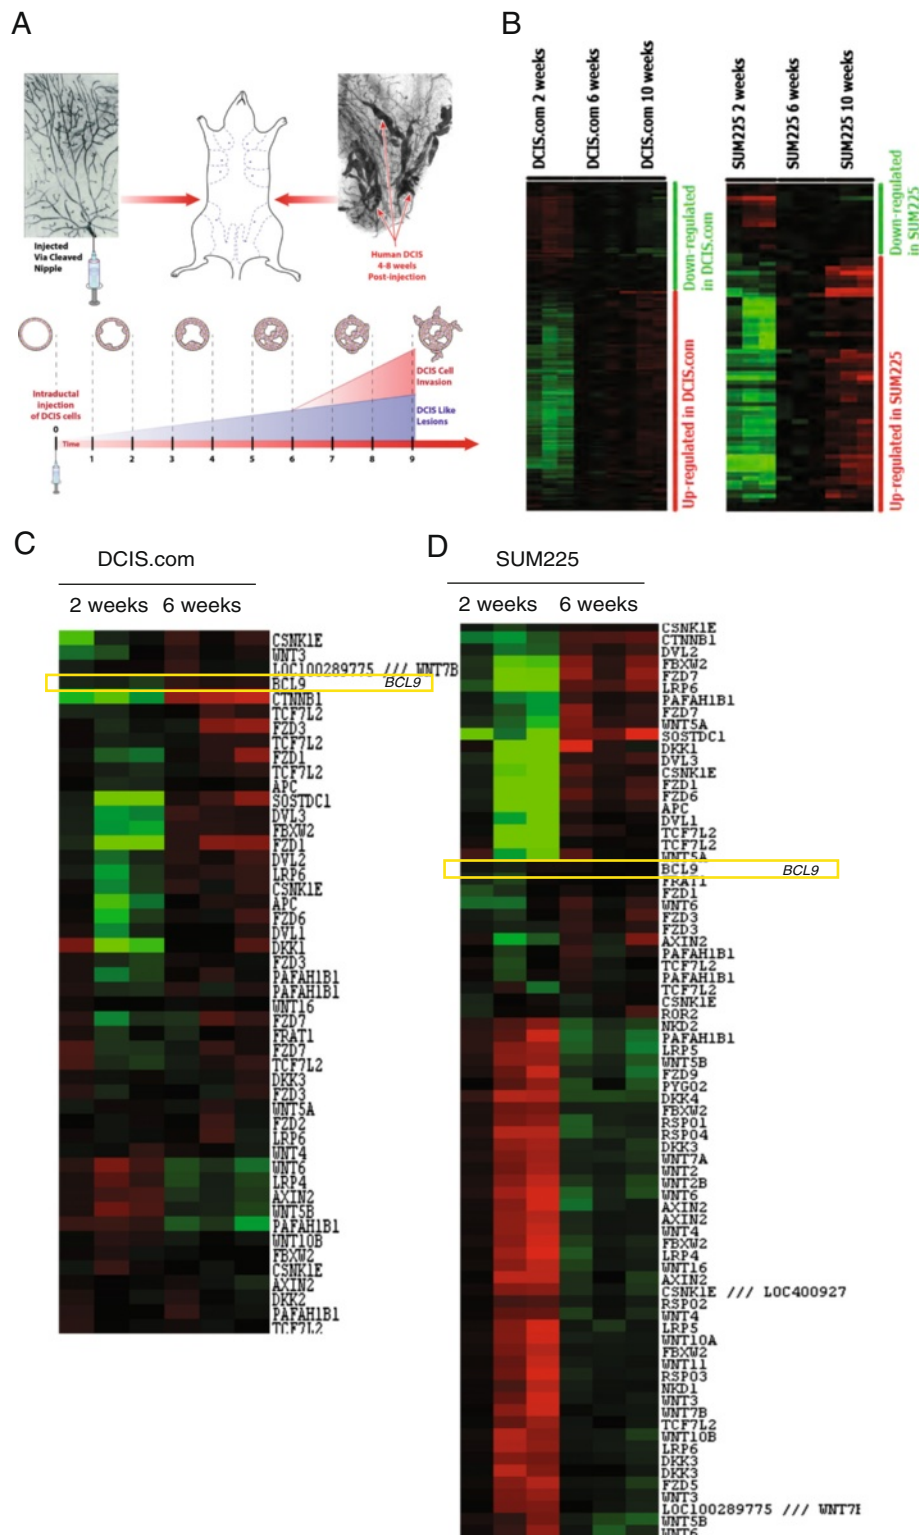 A
Injected
Via Cleaved
Nipple
Human DCIS
4-8 weels
Post-injection
Intraductal
injection
of DCIS cells
DCIS Cell
Invasion
DCIS Like
Lesions
0
Time
1 2 3 4 5 6 7 8 9
B
DCIS.com 2 weeks
DCIS.com 6 weeks
DCIS.com 10 weeks
SUM225 2 weeks
SUM225 6 weeks
SUM225 10 weeks
Down-regulated
in DCIS.com
Up-regulated in DCIS.com
Down-regulated
in SUM225
Up-regulated in SUM225
C
DCIS.com
2 weeks 6 weeks
CSNK1E
WNT3
LOC100289775 /// WNT7B
BCL9 BCL9
CTNNB1
TCF7L2
FZD3
TCF7L2
FZD1
TCF7L2
APC
SOSTDC1
DVL3
FBXW2
FZD1
DVL2
LRP6
CSNK1E
APC
FZD6
DVL1
DKK1
FZD3
PAFAH1B1
PAFAH1B1
WNT16
FZD7
FRAT1
FZD7
TCF7L2
DKK3
FZD3
WNT5A
FZD2
LRP6
WNT4
WNT6
LRP4
AXIN2
WNT5B
PAFAH1B1
WNT10B
FBXW2
CSNK1E
AXIN2
DKK2
PAFAH1B1
TCF7L2
D
SUM225
2 weeks 6 weeks
CSNK1E
CTNNB1
DVL2
FBXW2
FZD7
LRP6
PAFAH1B1
FZD7
WNT5A
SOSTDC1
DKK1
DVL3
CSNK1E
FZD1
FZD6
APC
DVL1
TCF7L2
TCF7L2
WNT5A
BCL9 BCL9
FRAT1
FZD1
WNT6
FZD3
FZD3
AXIN2
PAFAH1B1
TCF7L2
PAFAH1B1
TCF7L2
CSNK1E
ROR2
NKD2
PAFAH1B1
LRP5
WNT5B
FZD9
PYGO2
DKK4
FBXW2
RSPO1
RSPO4
DKK3
WNT7A
WNT2
WNT2B
WNT6
AXIN2
AXIN2
WNT4
FBXW2
LRP4
WNT16
AXIN2
CSNK1E /// LOC400927
RSPO2
WNT4
LRP5
WNT10A
FBXW2
WNT11
RSPO3
NKD1
WNT3
WNT7B
TCF7L2
WNT10B
LRP6
DKK3
DKK3
FZD5
WNT3
LOC100289775 /// WNT7B
WNT5B
WNT6